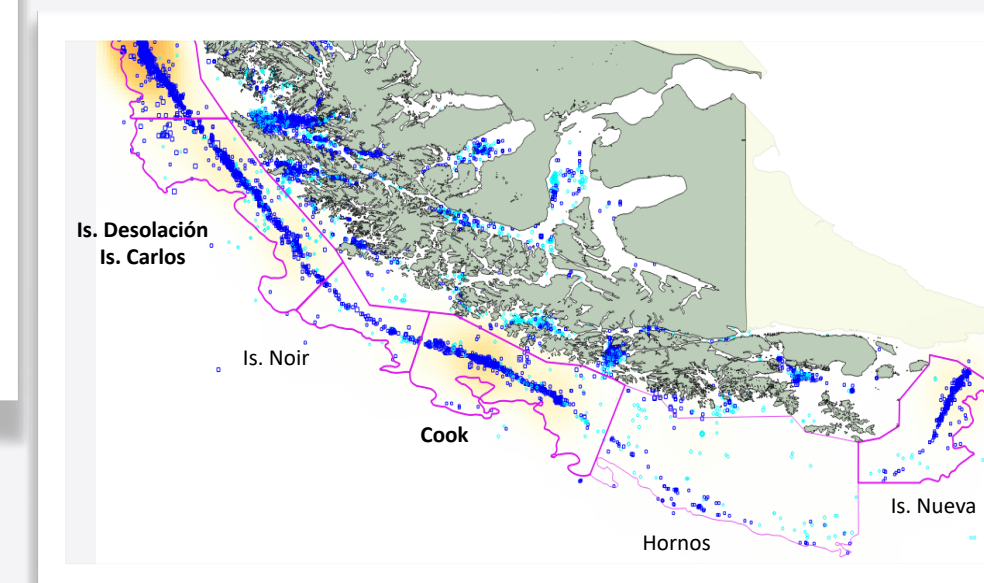 Is. Desolación
Is. Carlos
Is. Noir
Cook
Is. Nueva
Hornos